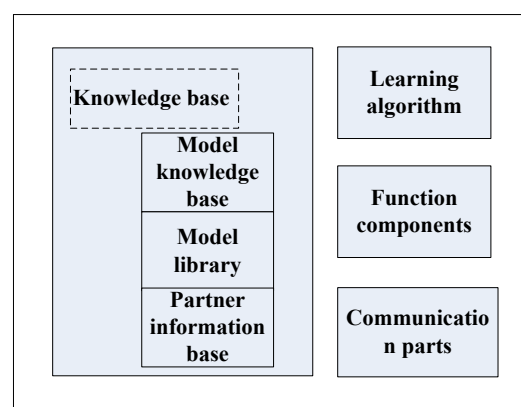 Knowledge base
Model
knowledge
base
Model
library
Partner
information
base
Learning
algorithm
Function
components
Communicatio
n parts